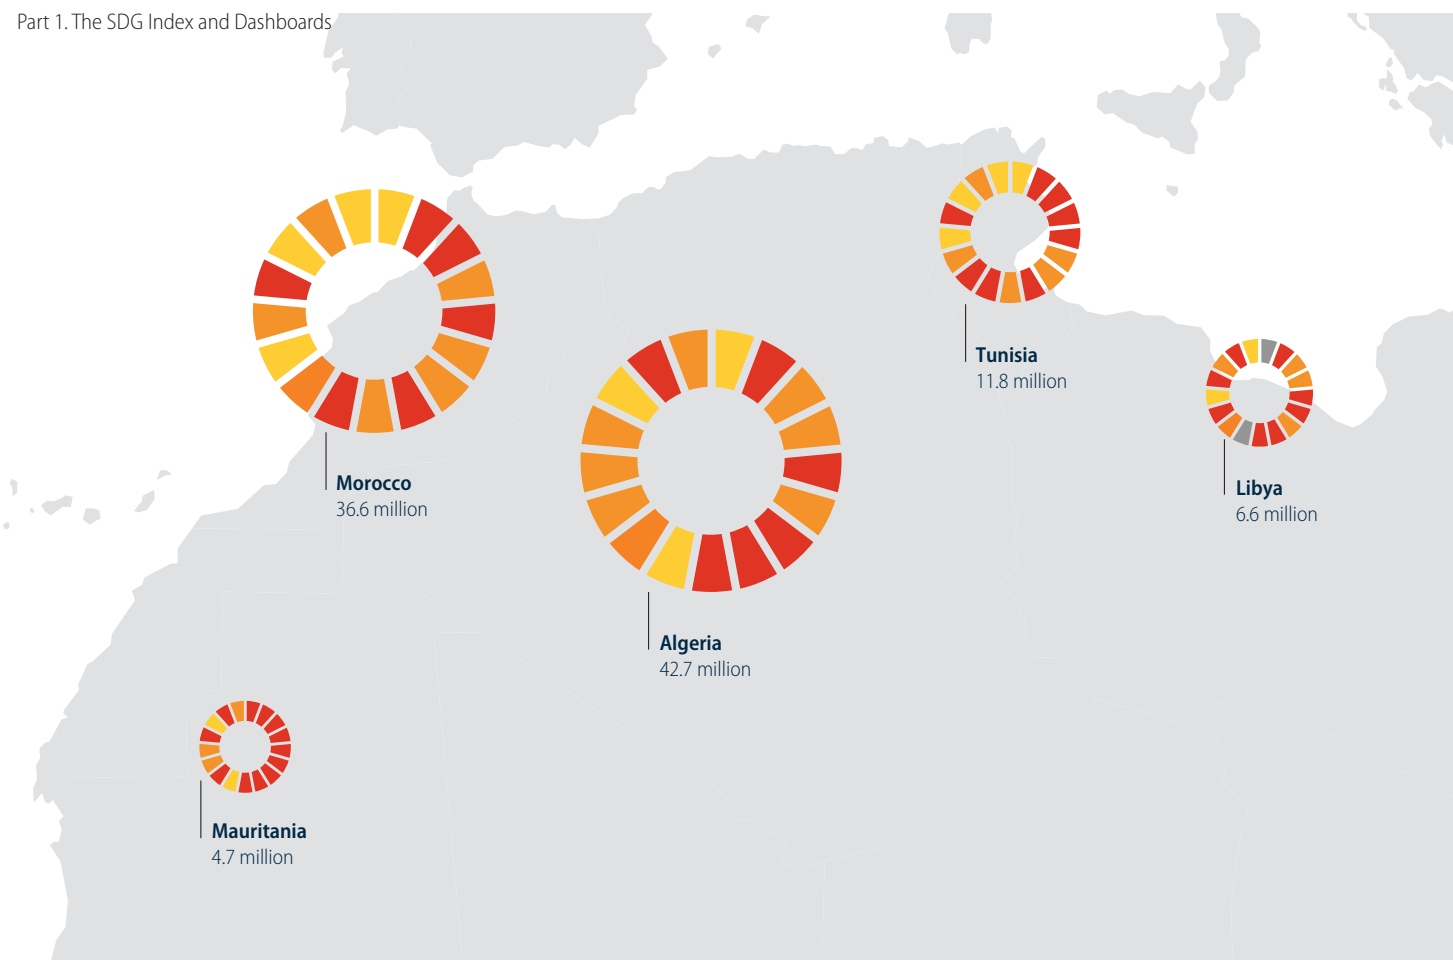 Part 1. The SDG Index and Dashboards
Tunisia
11.8 million
Morocco
36.6 million
Libya
6.6 million
Algeria
42.7 million
Mauritania
4.7 million